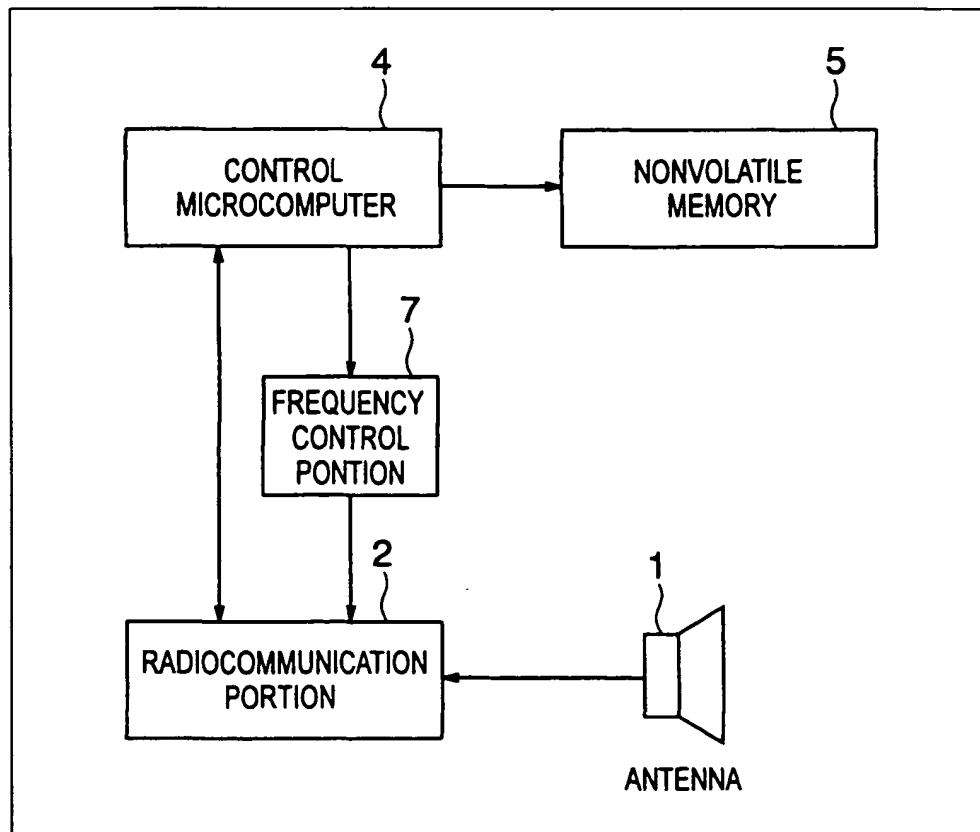 4
5
CONTROL
MICROCOMPUTER
NONVOLATILE
MEMORY
7
FREQUENCY
CONTROL
PONTION
2
1
RADIOCOMMUNICATION
PORTION
ANTENNA